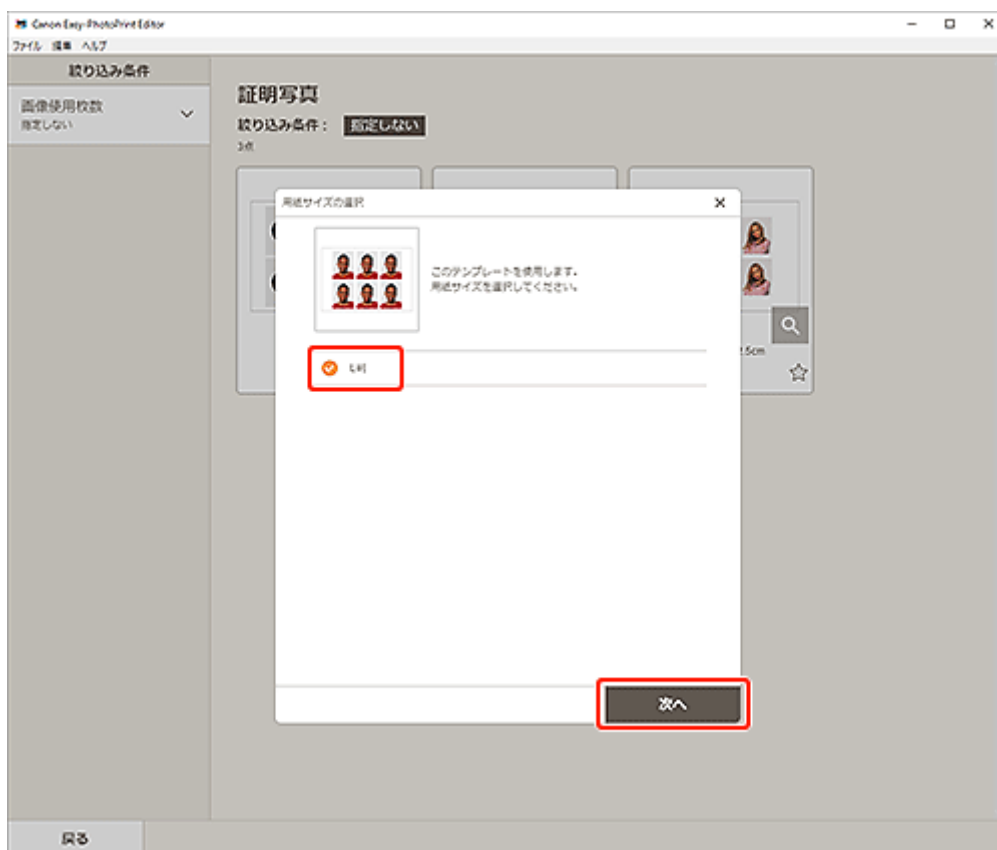 Canon Easy-PhotoPrint Editor
ファイル 編集 ヘルプ
絞り込み条件
画像使用枚数
指定しない
証明写真
絞り込み条件： 指定しない
3点
用紙サイズの選択
このテンプレートを使用します。
用紙サイズを選択してください。
L判
.5cm
次へ
戻る